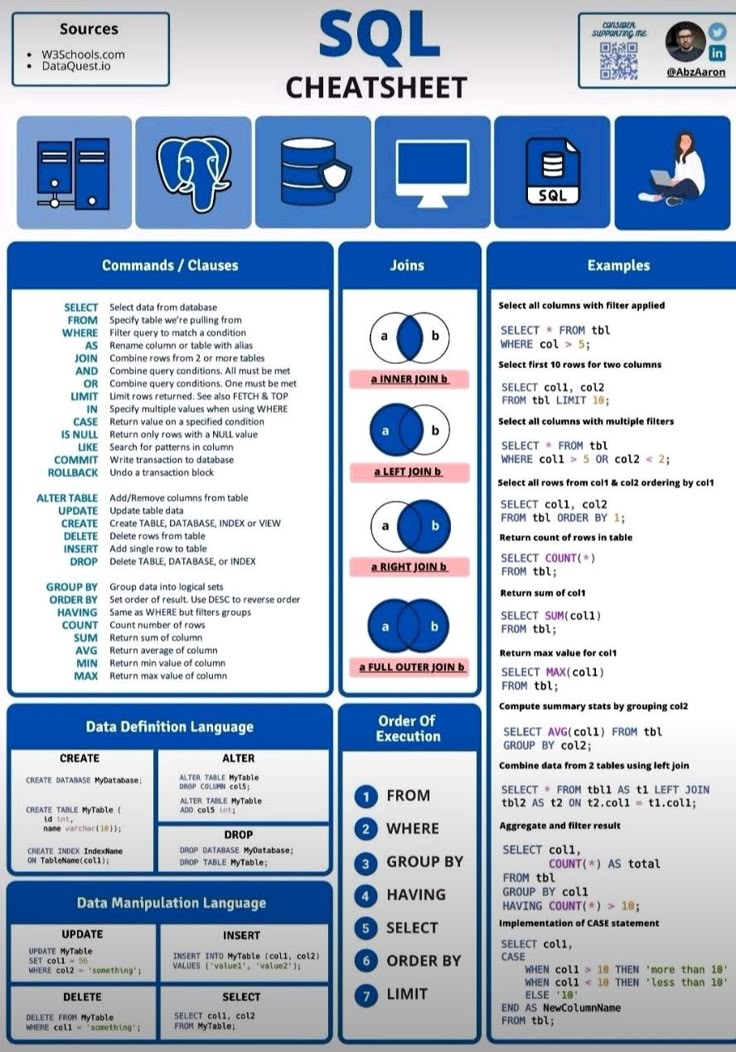 Sources
• W3Schools.com
• DataQuest.io
SQL
CHEATSHEET
CONSIDER
SUPPORTING ME
in
@AbzAaron
SQL
Commands / Clauses
SELECT Select data from database
FROM Specify table we're pulling from
WHERE Filter query to match a condition
AS Rename column or table with alias
JOIN Combine rows from 2 or more tables
AND Combine query conditions. All must be met
OR Combine query conditions. One must be met
LIMIT Limit rows returned. See also FETCH & TOP
IN Specify multiple values when using WHERE
CASE Return value on a specified condition
IS NULL Return only rows with a NULL value
LIKE Search for patterns in column
COMMIT Write transaction to database
ROLLBACK Undo a transaction block
ALTER TABLE Add/Remove columns from table
UPDATE Update table data
CREATE Create TABLE, DATABASE, INDEX or VIEW
DELETE Delete rows from table
INSERT Add single row to table
DROP Delete TABLE, DATABASE, or INDEX
GROUP BY Group data into logical sets
ORDER BY Set order of result. Use DESC to reverse order
HAVING Same as WHERE but filters groups
COUNT Count number of rows
SUM Return sum of column
AVG Return average of column
MIN Return min value of column
MAX Return max value of column
Joins
a b
a INNER JOIN b
a b
a LEFT JOIN b
a b
a RIGHT JOIN b
a b
a FULL OUTER JOIN b
Examples
Select all columns with filter applied
SELECT * FROM tbl
WHERE col > 5;
Select first 10 rows for two columns
SELECT col1, col2
FROM tbl LIMIT 10;
Select all columns with multiple filters
SELECT * FROM tbl
WHERE col1 > 5 OR col2 < 2;
Select all rows from col1 & col2 ordering by col1
SELECT col1, col2
FROM tbl ORDER BY 1;
Return count of rows in table
SELECT COUNT(*)
FROM tbl;
Return sum of col1
SELECT SUM(col1)
FROM tbl;
Return max value for col1
SELECT MAX(col1)
FROM tbl;
Compute summary stats by grouping col2
SELECT AVG(col1) FROM tbl
GROUP BY col2;
Combine data from 2 tables using left join
SELECT * FROM tbl1 AS t1 LEFT JOIN
tbl2 AS t2 ON t2.col1 = t1.col1;
Aggregate and filter result
SELECT col1,
COUNT(*) AS total
FROM tbl
GROUP BY col1
HAVING COUNT(*) > 10;
Implementation of CASE statement
SELECT col1,
CASE
WHEN col1 > 10 THEN 'more than 10'
WHEN col1 < 10 THEN 'less than 10'
ELSE '10'
END AS NewColumnName
FROM tbl;
Data Definition Language
CREATE
CREATE DATABASE MyDatabase;
CREATE TABLE MyTable (
id int,
name varchar(10));
CREATE INDEX IndexName
ON TableName(col1);
ALTER
ALTER TABLE MyTable
DROP COLUMN col5;
ALTER TABLE MyTable
ADD col5 int;
DROP
DROP DATABASE MyDatabase;
DROP TABLE MyTable;
Order Of
Execution
1 FROM
2 WHERE
3 GROUP BY
4 HAVING
5 SELECT
6 ORDER BY
7 LIMIT
Data Manipulation Language
UPDATE
UPDATE MyTable
SET col1 = 56
WHERE col2 = 'something';
INSERT
INSERT INTO MyTable (col1, col2)
VALUES ('value1', 'value2');
DELETE
DELETE FROM MyTable
WHERE col1 = 'something';
SELECT
SELECT col1, col2
FROM MyTable;